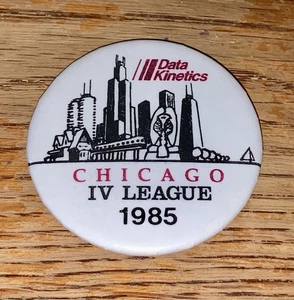 Data
Kinetics
CHICAGO
IV LEAGUE
1985